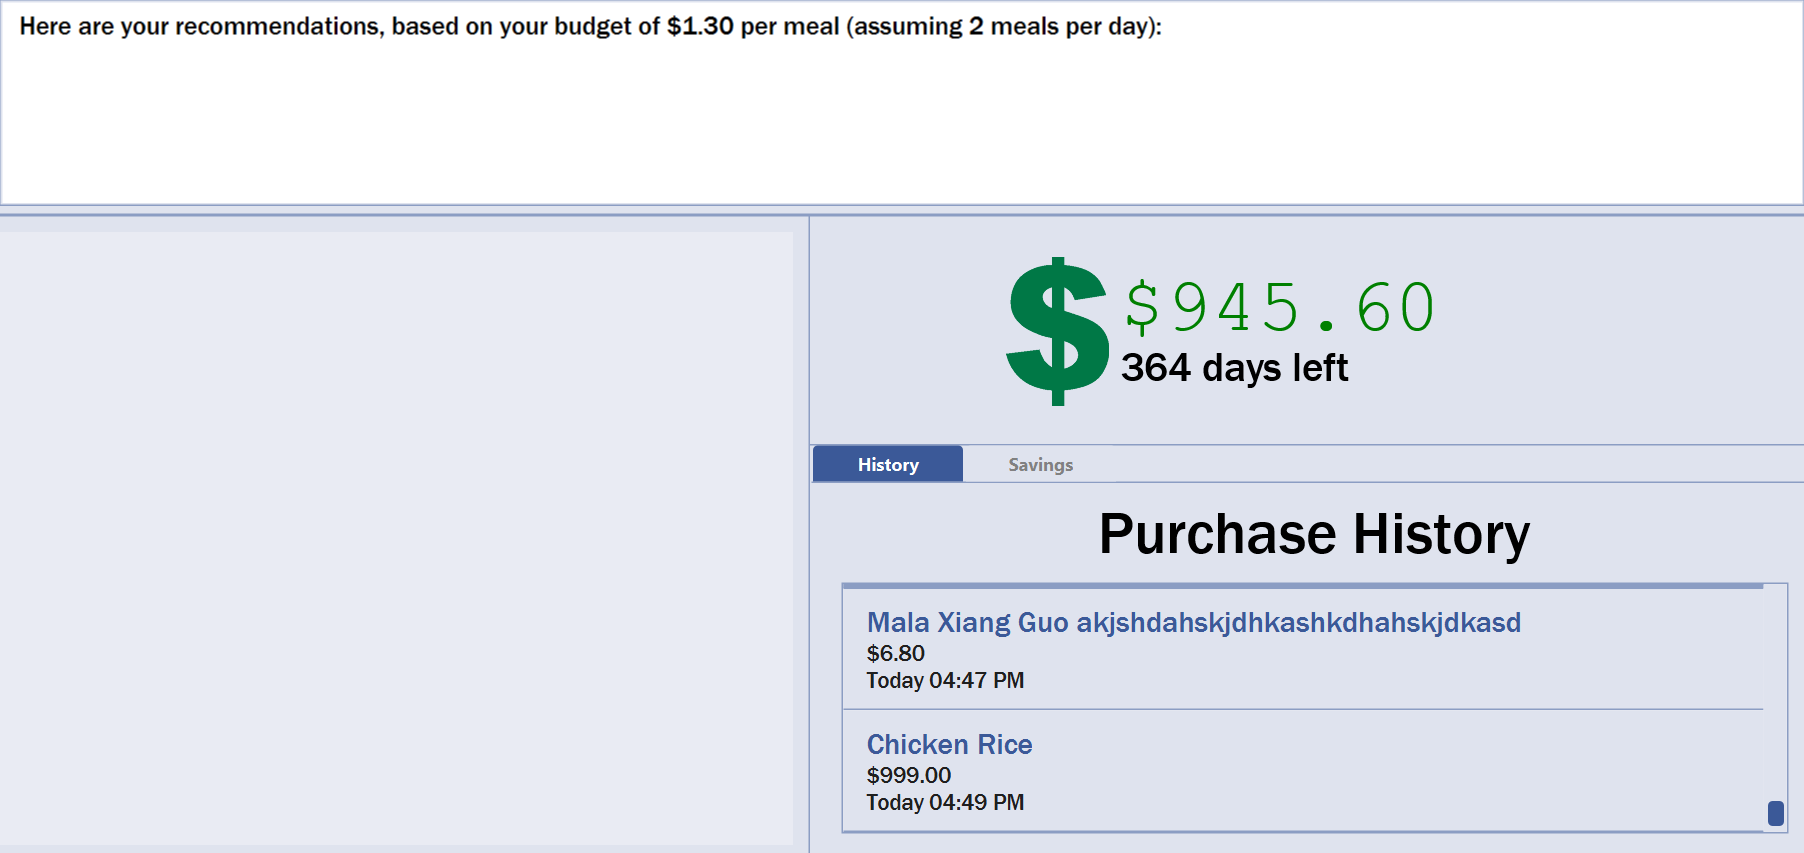 Here are your recommendations, based on your budget of $1.30 per meal (assuming 2 meals per day):
$ $945.60
364 days left
History Savings
Purchase History
Mala Xiang Guo akjshdahskjdhkashkdhahskjdkasd
$6.80
Today 04:47 PM
Chicken Rice
$999.00
Today 04:49 PM